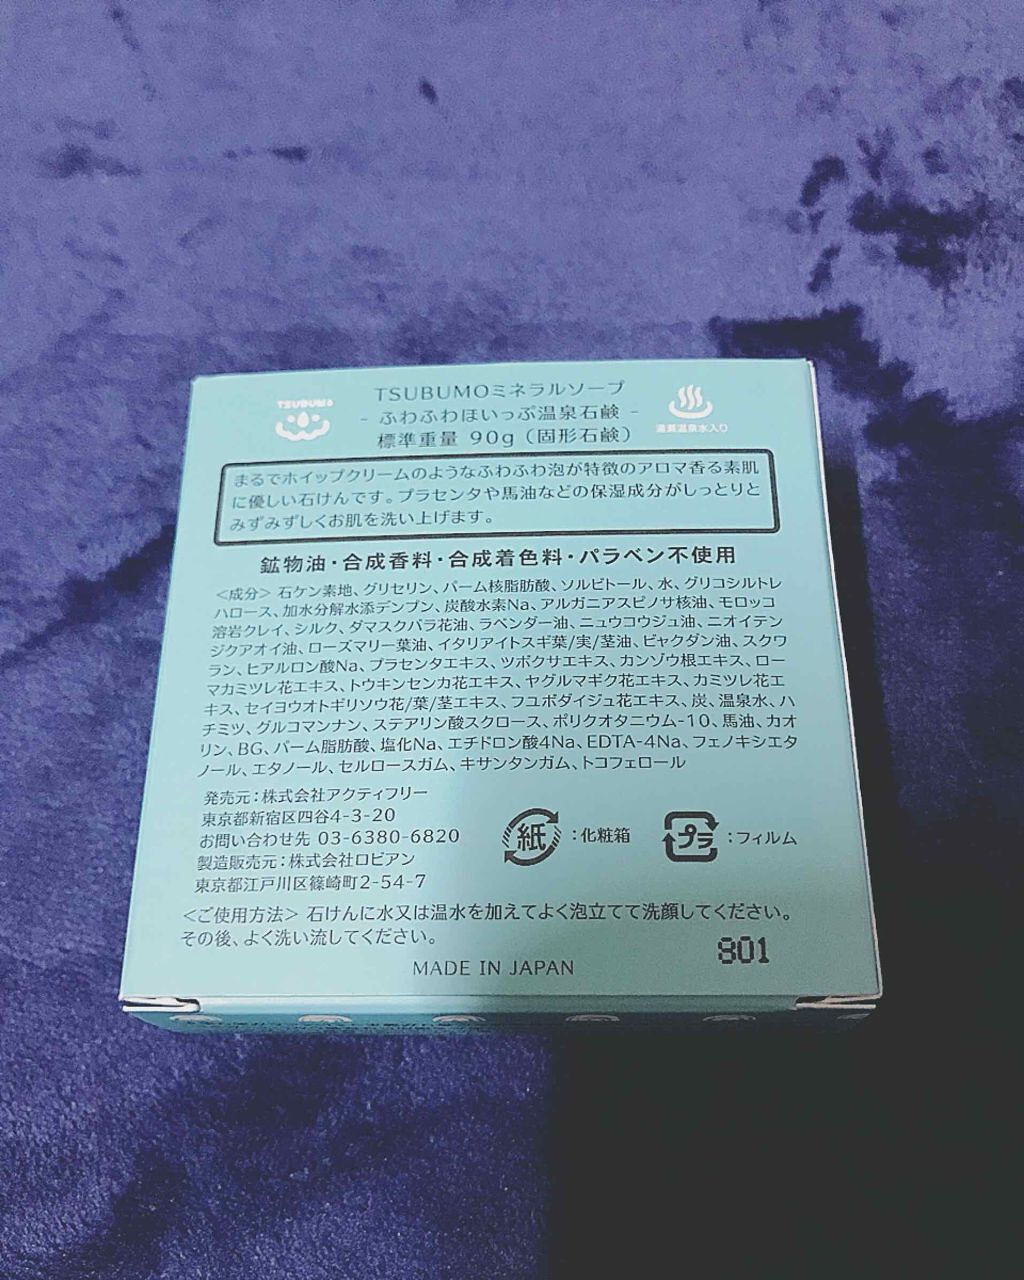 TSUBUMOミネラルソープ
TSUBUMO
- ふわふわほいっぷ温泉石鹸 -
標準重量 90g（固形石鹸）
湯瀬温泉水入り
まるでホイップクリームのようなふわふわ泡が特徴のアロマ香る素肌
に優しい石けんです。プラセンタや馬油などの保湿成分がしっとりと
みずみずしくお肌を洗い上げます。
鉱物油・合成香料・合成着色料・パラベン不使用
＜成分＞ 石ケン素地、グリセリン、パーム核脂肪酸、ソルビトール、水、グリコシルトレ
ハロース、加水分解水添デンプン、炭酸水素Na、アルガニアスピノサ核油、モロッコ
溶岩クレイ、シルク、ダマスクバラ花油、ラベンダー油、ニュウコウジュ油、ニオイテン
ジクアオイ油、ローズマリー葉油、イタリアイトスギ葉/実/茎油、ビャクダン油、スクワ
ラン、ヒアルロン酸Na、プラセンタエキス、ツボクサエキス、カンゾウ根エキス、ロー
マカミツレ花エキス、トウキンセンカ花エキス、ヤグルマギク花エキス、カミツレ花エ
キス、セイヨウオトギリソウ花/葉/茎エキス、フユボダイジュ花エキス、炭、温泉水、ハ
チミツ、グルコマンナン、ステアリン酸スクロース、ポリクオタニウム-10、馬油、カオ
リン、BG、パーム脂肪酸、塩化Na、エチドロン酸4Na、EDTA-4Na、フェノキシエタ
ノール、エタノール、セルロースガム、キサンタンガム、トコフェロール
発売元：株式会社アクティフリー
東京都新宿区四谷4-3-20
お問い合わせ先 03-6380-6820
製造販売元：株式会社ロビアン
東京都江戸川区篠崎町2-54-7
紙：化粧箱
プラ：フィルム
＜ご使用方法＞ 石けんに水又は温水を加えてよく泡立てて洗顔してください。
その後、よく洗い流してください。
801
MADE IN JAPAN